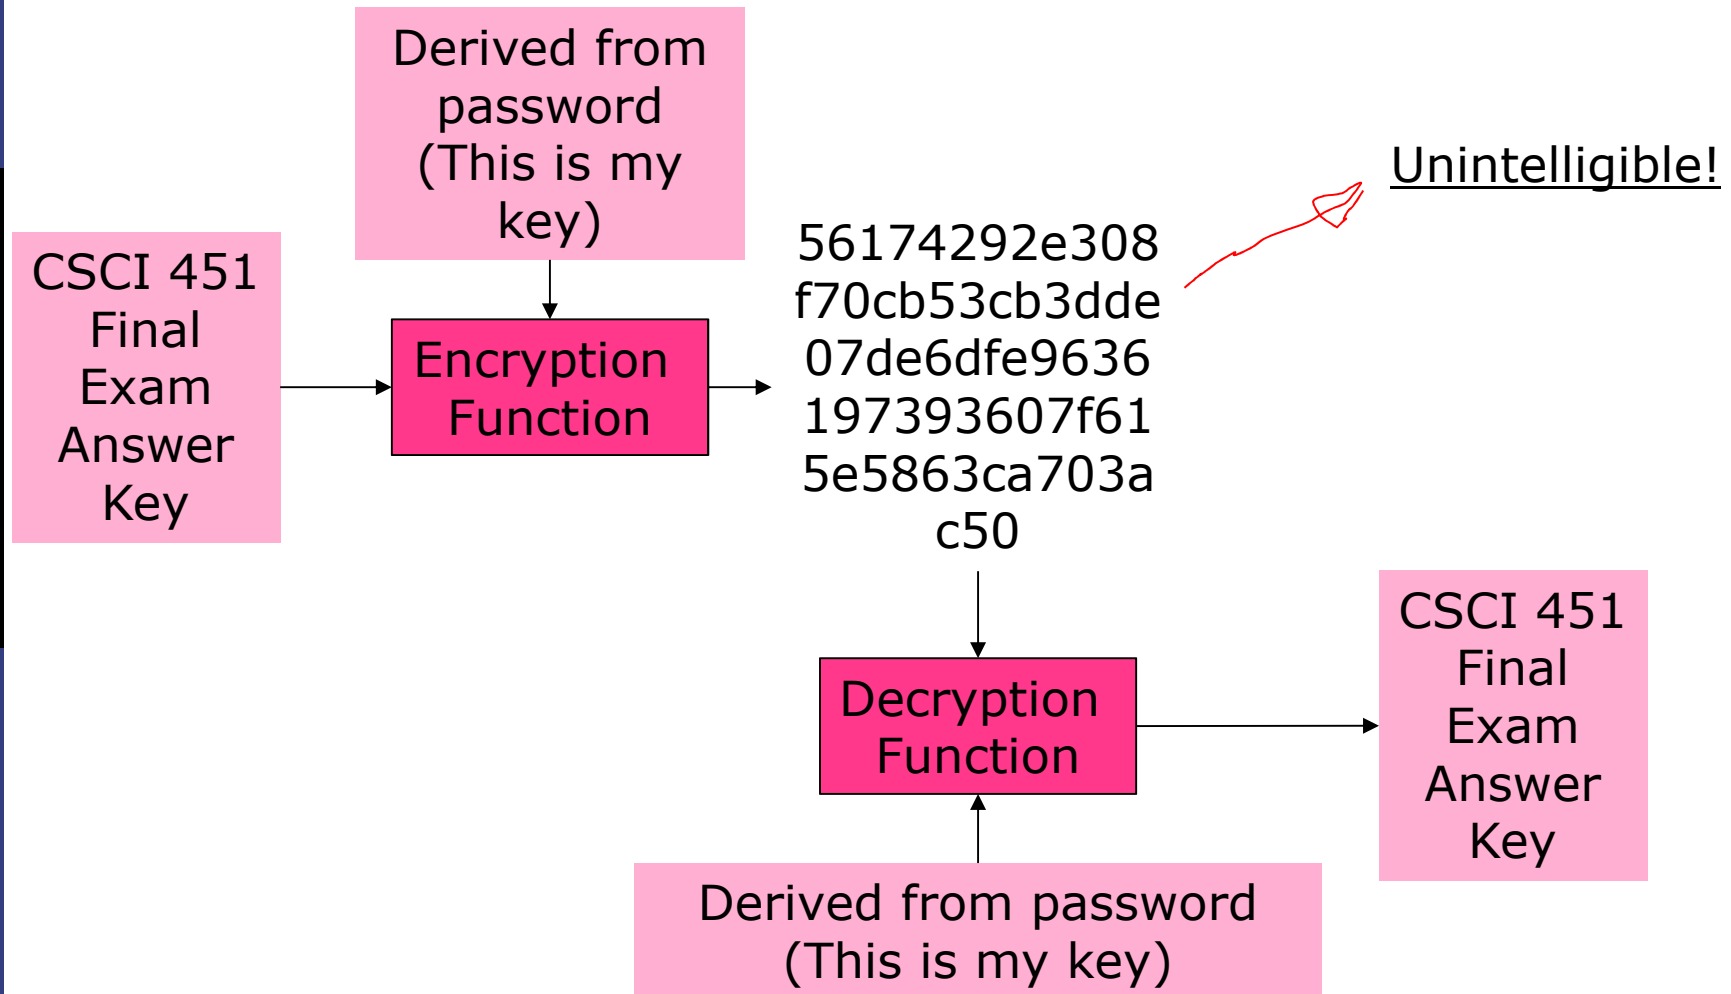 Derived from
password
(This is my
key)
Unintelligible!
CSCI 451
Final
Exam
Answer
Key
Encryption
Function
56174292e308
f70cb53cb3dde
07de6dfe9636
197393607f61
5e5863ca703a
c50
Decryption
Function
CSCI 451
Final
Exam
Answer
Key
Derived from password
(This is my key)